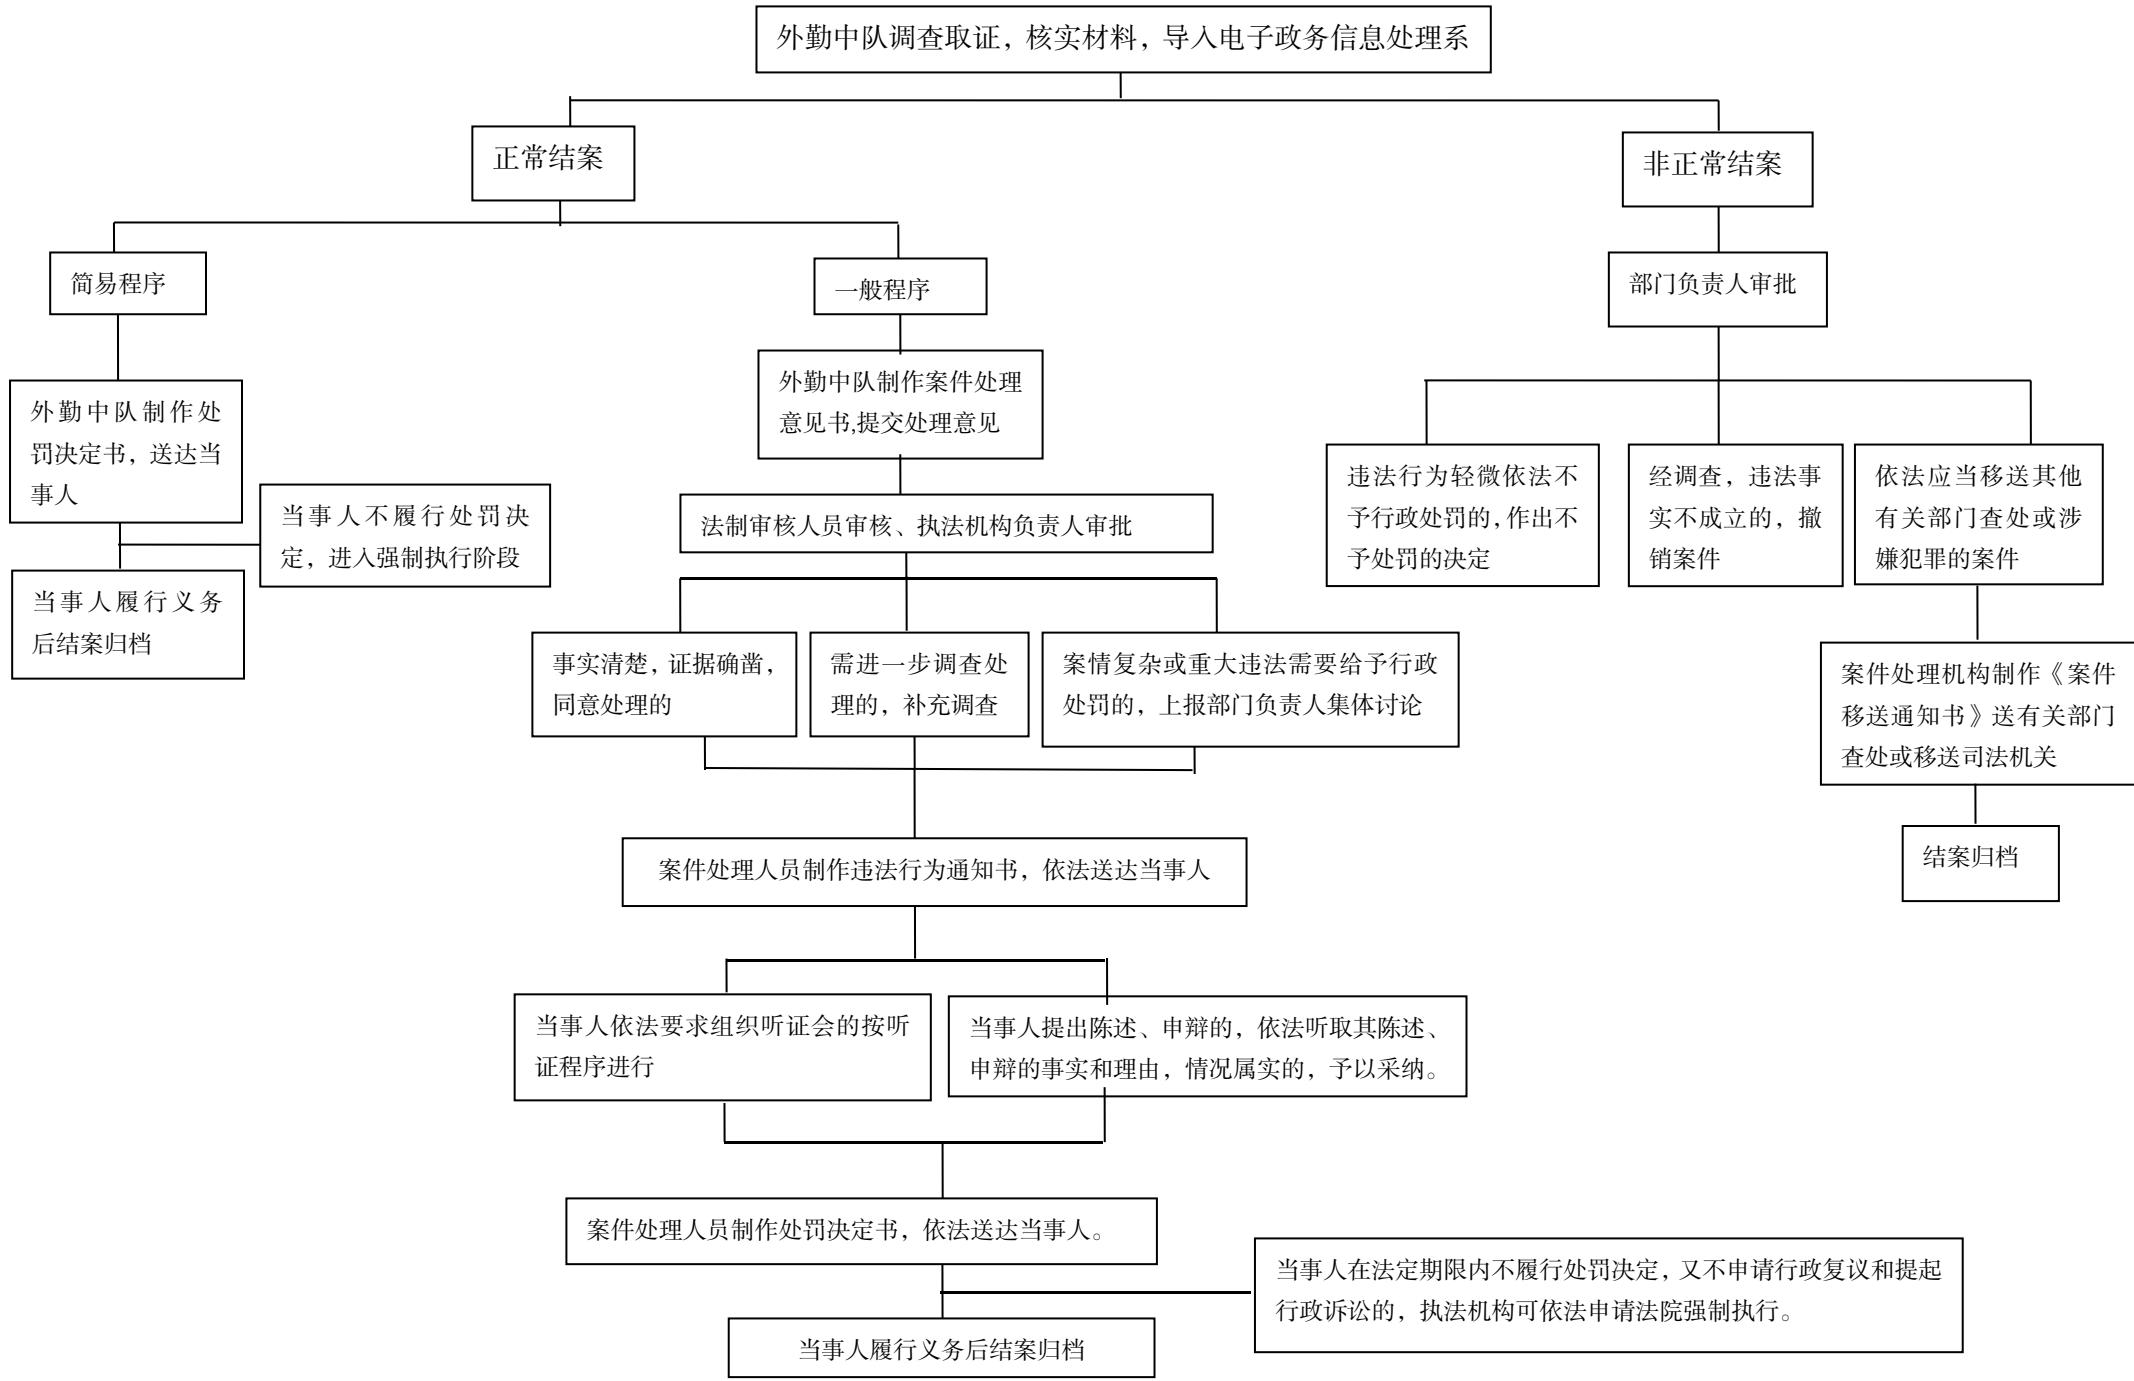 外勤中队调查取证，核实材料，导入电子政务信息处理系
正常结案
非正常结案
简易程序
一般程序
部门负责人审批
外勤中队制作处
罚决定书，送达当
事人
外勤中队制作案件处理
意见书,提交处理意见
当事人不履行处罚决
定，进入强制执行阶段
法制审核人员审核、执法机构负责人审批
违法行为轻微依法不
予行政处罚的，作出不
予处罚的决定
经调查，违法事
实不成立的，撤
销案件
依法应当移送其他
有关部门查处或涉
嫌犯罪的案件
当事人履行义务
后结案归档
事实清楚，证据确凿，
同意处理的
需进一步调查处
理的，补充调查
案情复杂或重大违法需要给予行政
处罚的，上报部门负责人集体讨论
案件处理机构制作《案件
移送通知书》送有关部门
查处或移送司法机关
案件处理人员制作违法行为通知书，依法送达当事人
结案归档
当事人依法要求组织听证会的按听
证程序进行
当事人提出陈述、申辩的，依法听取其陈述、
申辩的事实和理由，情况属实的，予以采纳。
案件处理人员制作处罚决定书，依法送达当事人。
当事人在法定期限内不履行处罚决定，又不申请行政复议和提起
行政诉讼的，执法机构可依法申请法院强制执行。
当事人履行义务后结案归档